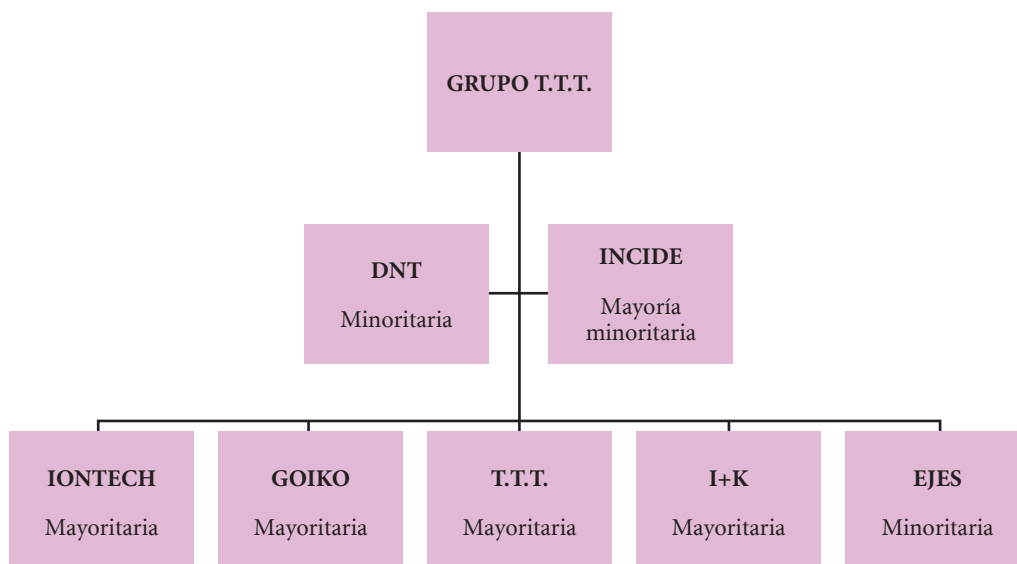 GRUPO T.T.T.
DNT
Minoritaria
INCIDE
Mayoría
minoritaria
IONTECH
Mayoritaria
GOIKO
Mayoritaria
T.T.T.
Mayoritaria
I+K
Mayoritaria
EJES
Minoritaria